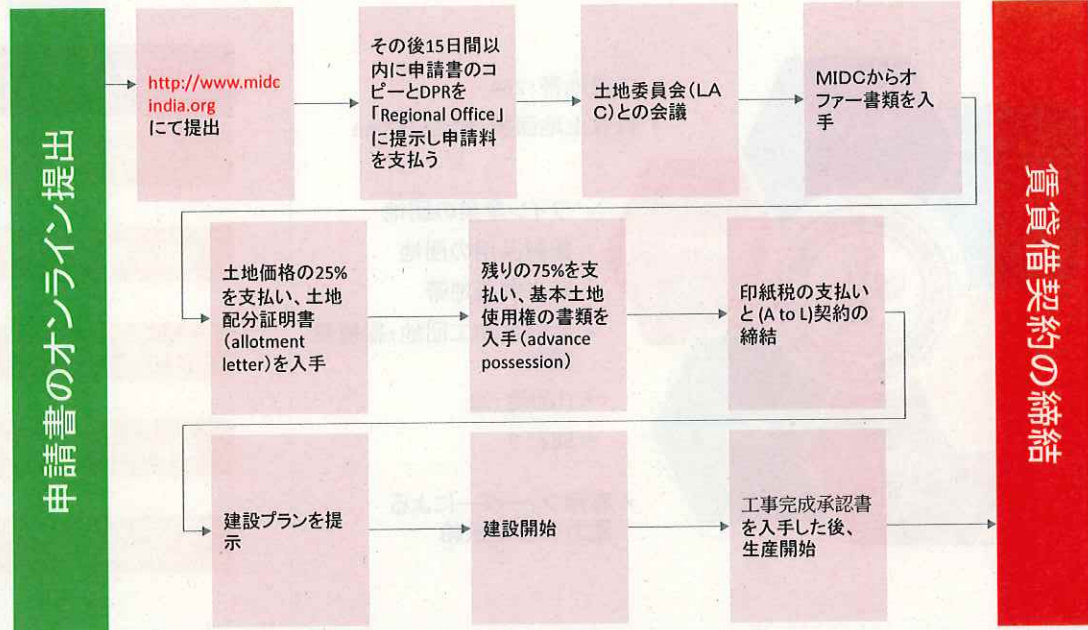 申請書のオンライン提出
http://www.midc
india.org
にて提出
その後15日間以
内に申請書のコ
ピーとDPRを
「Regional Office」
に提示し申請料
を支払う
土地委員会(LA
C)との会議
MIDCからオ
ファー書類を入
手
土地価格の25%
を支払い、土地
配分証明書
(allotment
letter)を入手
残りの75%を支
払い、基本土地
使用権の書類を
入手(advance
possession)
印紙税の支払い
と(A to L)契約の
締結
建設プランを提
示
建設開始
工事完成承認書
を入手した後、
生産開始
賃貸借契約の締結